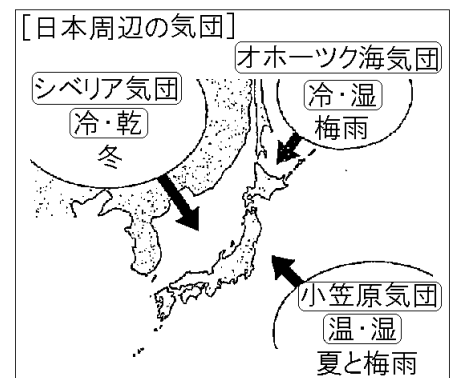 [日本周辺の気団]
オホーツク海気団
冷・湿
梅雨
シベリア気団
冷・乾
冬
小笠原気団
温・湿
夏と梅雨